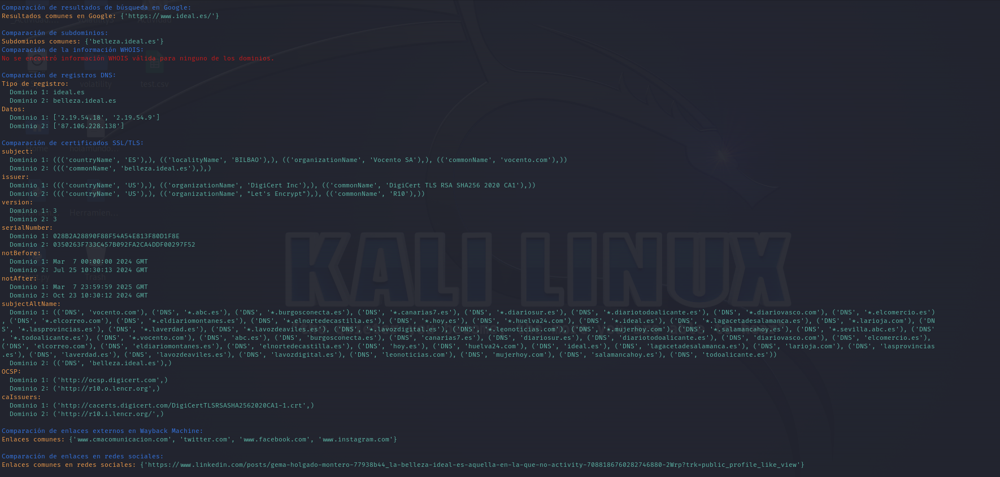 Comparación de resultados de búsqueda en Google:
Resultados comunes en Google: {'https://www.ideal.es/'}
Comparación de subdominios:
Subdominios comunes: {'belleza.ideal.es'}
Comparación de la información WHOIS:
No se encontró información WHOIS válida para ninguno de los dominios.
Comparación de registros DNS:
volatility
test.csv
Tipo de registro:
  Dominio 1: ideal.es
  Dominio 2: belleza.ideal.es
Datos:
  Dominio 1: ['2.19.54.18', '2.19.54.9']
  Dominio 2: ['87.106.228.138']
Comparación de certificados SSL/TLS:
Home
holamundo...
subject:
  Dominio 1: ((('countryName', 'ES'),), (('localityName', 'BILBAO'),), (('organizationName', 'Vocento SA'),), (('commonName', 'vocento.com'),))
  Dominio 2: ((('commonName', 'belleza.ideal.es'),),)
issuer:
  Dominio 1: ((('countryName', 'US'),), (('organizationName', 'DigiCert Inc'),), (('commonName', 'DigiCert TLS RSA SHA256 2020 CA1'),))
  Dominio 2: ((('countryName', 'US'),), (('organizationName', "Let's Encrypt"),), (('commonName', 'R10'),))
version:
  Dominio 1: 3
  Dominio 2: 3
Herramien...
serialNumber:
  Dominio 1: 028B2A28890F88F54A54E813F80D1F8E
  Dominio 2: 0350263F733C457B092FA2CA4DDF00297F52
KALI LINUX
notBefore:
  Dominio 1: Mar  7 00:00:00 2024 GMT
  Dominio 2: Jul 25 10:30:13 2024 GMT
Trash
notAfter:
  Dominio 1: Mar  7 23:59:59 2025 GMT
  Dominio 2: Oct 23 10:30:12 2024 GMT
subjectAltName:
  Dominio 1: (('DNS', 'vocento.com'), ('DNS', '*.abc.es'), ('DNS', '*.burgosconecta.es'), ('DNS', '*.canarias7.es'), ('DNS', '*.diariosur.es'), ('DNS', '*.diariotodoalicante.es'), ('DNS', '*.diariovasco.com'), ('DNS', '*.elcomercio.es')
, ('DNS', '*.elcorreo.com'), ('DNS', '*.eldiariomontanes.es'), ('DNS', '*.elnortedecastilla.es'), ('DNS', '*.hoy.es'), ('DNS', '*.huelva24.com'), ('DNS', '*.ideal.es'), ('DNS', '*.lagacetadesalamanca.es'), ('DNS', '*.larioja.com'), ('DN
S', '*.lasprovincias.es'), ('DNS', '*.laverdad.es'), ('DNS', '*.lavozdeaviles.es'), ('DNS', '*.lavozdigital.es'), ('DNS', '*.leonoticias.com'), ('DNS', '*.mujerhoy.com'), ('DNS', '*.salamancahoy.es'), ('DNS', '*.sevilla.abc.es'), ('DNS'
, '*.todoalicante.es'), ('DNS', '*.vocento.com'), ('DNS', 'abc.es'), ('DNS', 'burgosconecta.es'), ('DNS', 'canarias7.es'), ('DNS', 'diariosur.es'), ('DNS', 'diariotodoalicante.es'), ('DNS', 'diariovasco.com'), ('DNS', 'elcomercio.es'),
('DNS', 'elcorreo.com'), ('DNS', 'eldiariomontanes.es'), ('DNS', 'elnortedecastilla.es'), ('DNS', 'hoy.es'), ('DNS', 'huelva24.com'), ('DNS', 'ideal.es'), ('DNS', 'lagacetadesalamanca.es'), ('DNS', 'larioja.com'), ('DNS', 'lasprovincias
.es'), ('DNS', 'laverdad.es'), ('DNS', 'lavozdeaviles.es'), ('DNS', 'lavozdigital.es'), ('DNS', 'leonoticias.com'), ('DNS', 'mujerhoy.com'), ('DNS', 'salamancahoy.es'), ('DNS', 'todoalicante.es'))
  Dominio 2: (('DNS', 'belleza.ideal.es'),)
OCSP:
  Dominio 1: ('http://ocsp.digicert.com',)
  Dominio 2: ('http://r10.o.lencr.org',)
caIssuers:
  Dominio 1: ('http://cacerts.digicert.com/DigiCertTLSRSASHA2562020CA1-1.crt',)
  Dominio 2: ('http://r10.i.lencr.org/',)
Comparación de enlaces externos en Wayback Machine:
Enlaces comunes: {'www.cmacomunicacion.com', 'twitter.com', 'www.facebook.com', 'www.instagram.com'}
Comparación de enlaces en redes sociales:
Enlaces comunes en redes sociales: {'https://www.linkedin.com/posts/gema-holgado-montero-77938b44_la-belleza-ideal-es-aquella-en-la-que-no-activity-7088186760282746880-2Wrp?trk=public_profile_like_view'}